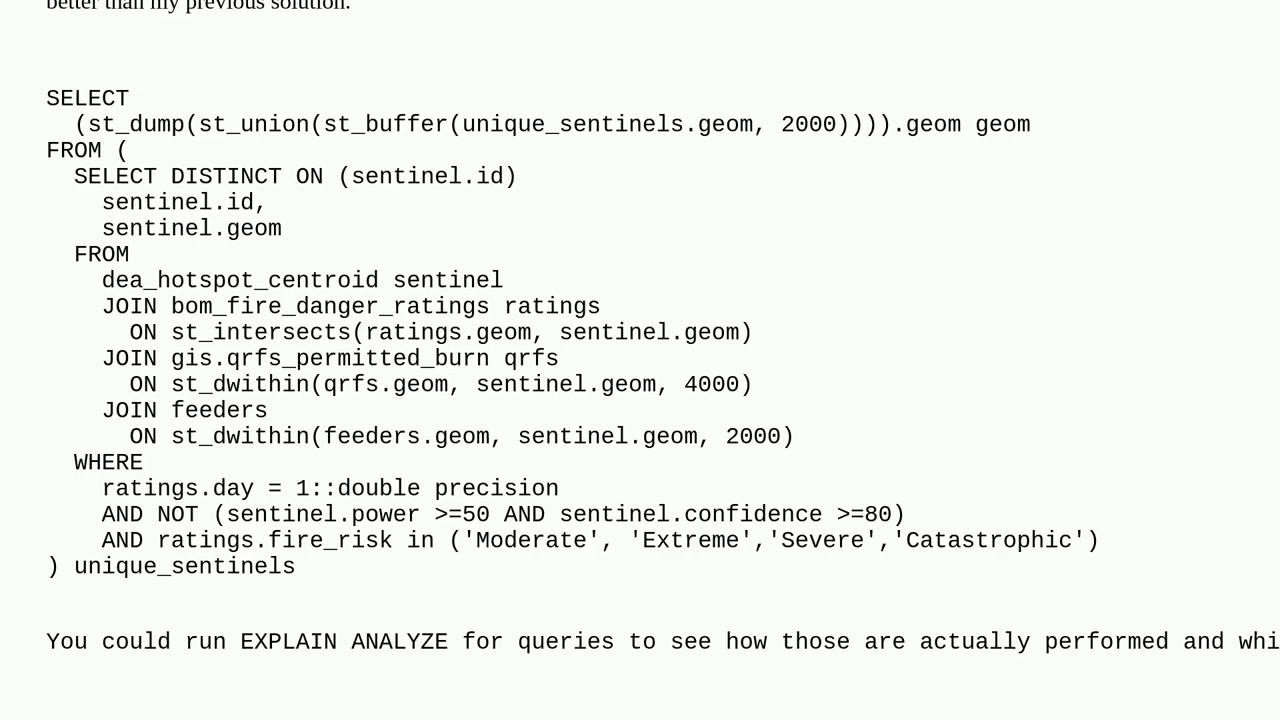 better than my previous solution.
SELECT
(st_dump(st_union(st_buffer(unique_sentinels.geom, 2000)))).geom geom
FROM (
SELECT DISTINCT ON (sentinel.id)
sentinel.id,
sentinel.geom
FROM
dea_hotspot_centroid sentinel
JOIN bom_fire_danger_ratings ratings
ON st_intersects(ratings.geom, sentinel.geom)
JOIN gis.qrfs_permitted_burn qrfs
ON st_dwithin(qrfs.geom, sentinel.geom, 4000)
JOIN feeders
ON st_dwithin(feeders.geom, sentinel.geom, 2000)
WHERE
ratings.day = 1::double precision
AND NOT (sentinel.power >=50 AND sentinel.confidence >=80)
AND ratings.fire_risk in ('Moderate', 'Extreme','Severe','Catastrophic')
) unique_sentinels
You could run EXPLAIN ANALYZE for queries to see how those are actually performed and whi